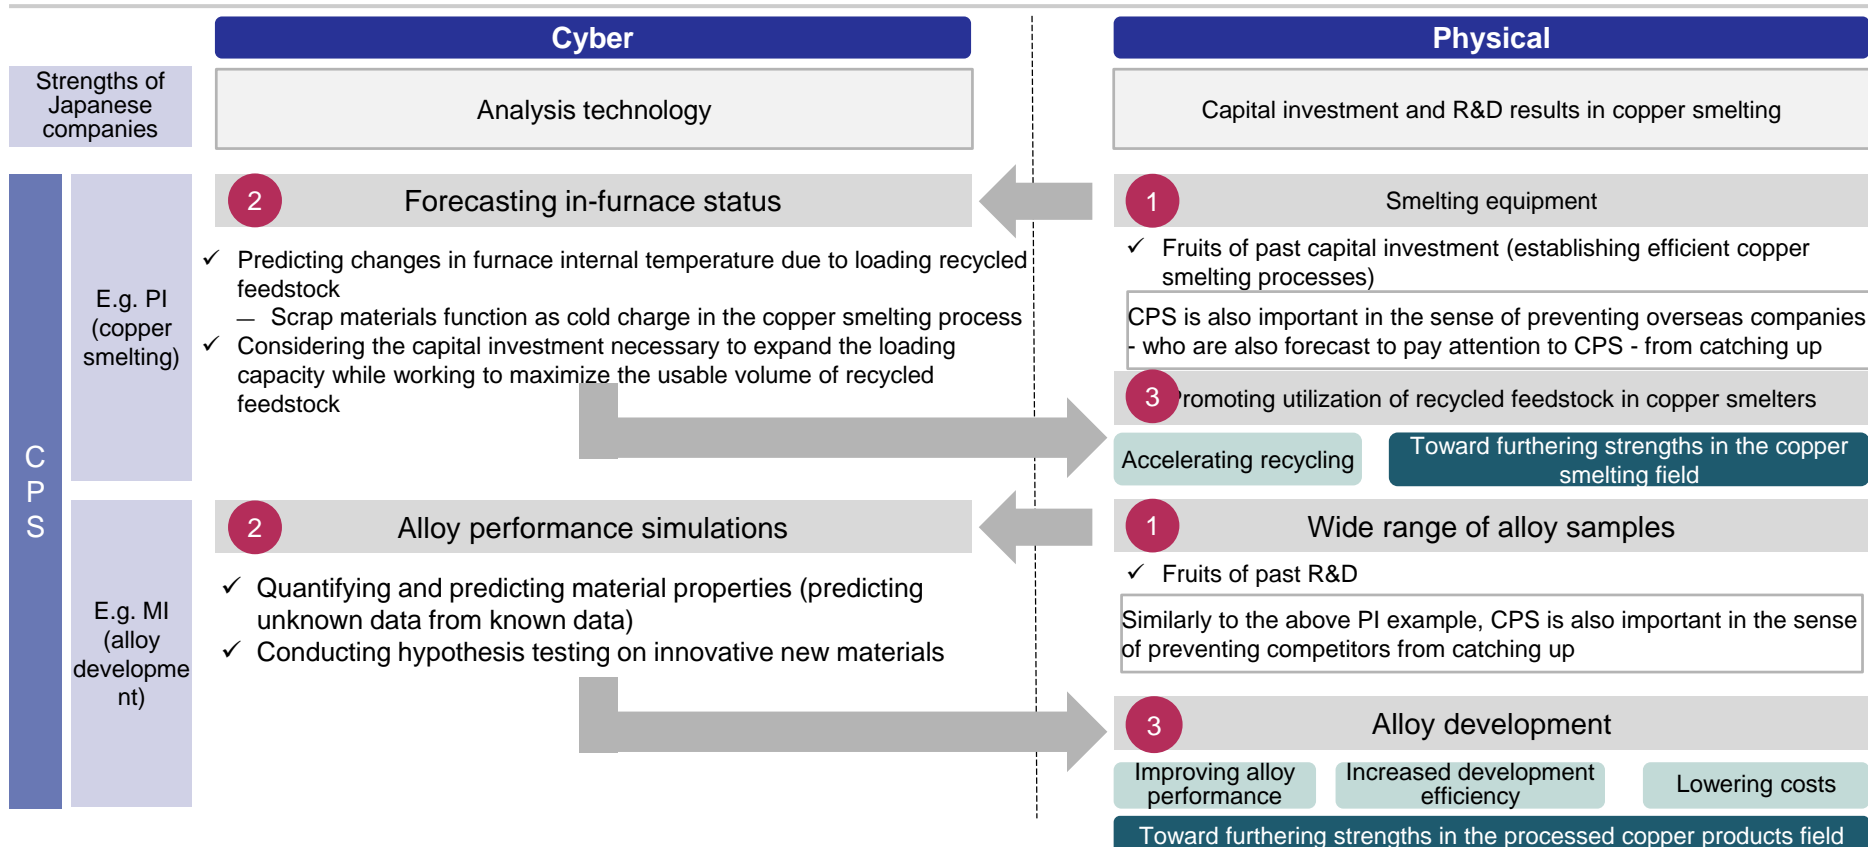 Cyber
Physical
Strengths of
Japanese
companies
Analysis technology
Capital investment and R&D results in copper smelting
C
P
S
E.g. PI
(copper
smelting)
2
Forecasting in-furnace status
✓ Predicting changes in furnace internal temperature due to loading recycled
feedstock
— Scrap materials function as cold charge in the copper smelting process
✓ Considering the capital investment necessary to expand the loading
capacity while working to maximize the usable volume of recycled
feedstock
1
Smelting equipment
✓ Fruits of past capital investment (establishing efficient copper
smelting processes)
CPS is also important in the sense of preventing overseas companies
- who are also forecast to pay attention to CPS - from catching up
3
Promoting utilization of recycled feedstock in copper smelters
Accelerating recycling
Toward furthering strengths in the copper
smelting field
E.g. MI
(alloy
developme
nt)
2
Alloy performance simulations
✓ Quantifying and predicting material properties (predicting
unknown data from known data)
✓ Conducting hypothesis testing on innovative new materials
1
Wide range of alloy samples
✓ Fruits of past R&D
Similarly to the above PI example, CPS is also important in the sense
of preventing competitors from catching up
3
Alloy development
Improving alloy
performance
Increased development
efficiency
Lowering costs
Toward furthering strengths in the processed copper products field